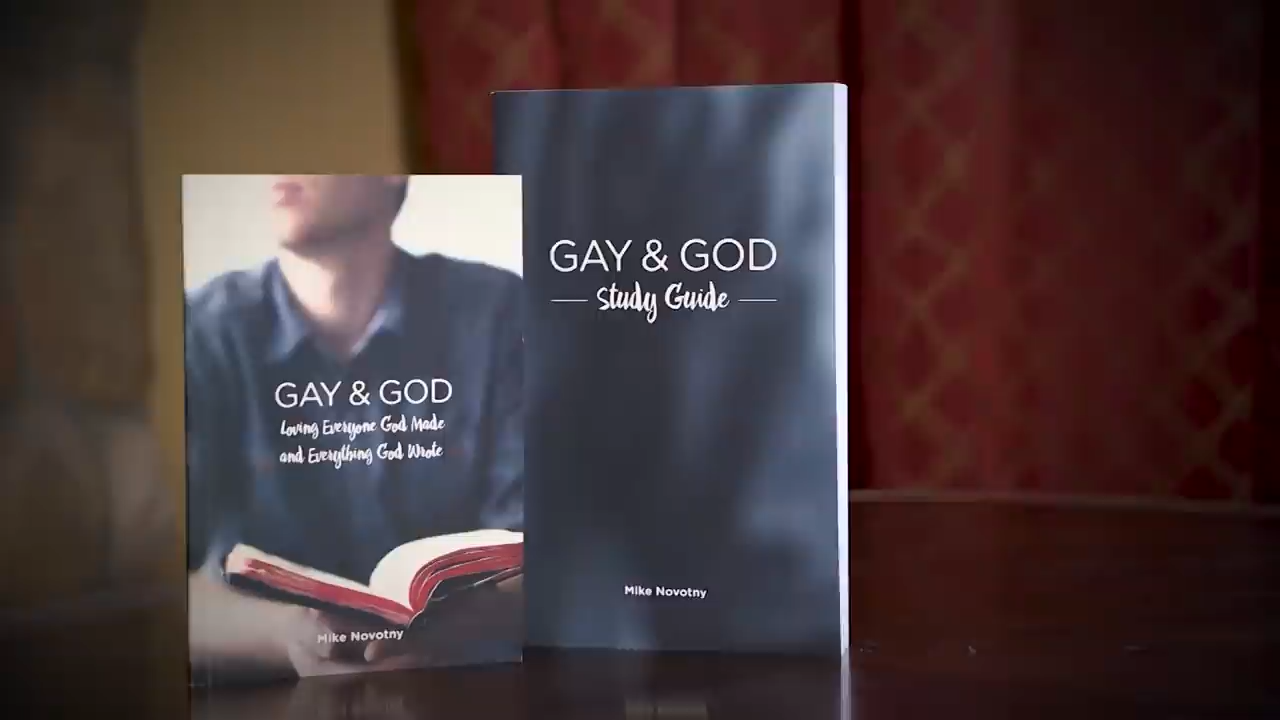 GAY & GOD
Loving Everyone God Made
and Everything God Wrote
Mike Novotny
GAY & GOD
Study Guide
Mike Novotny